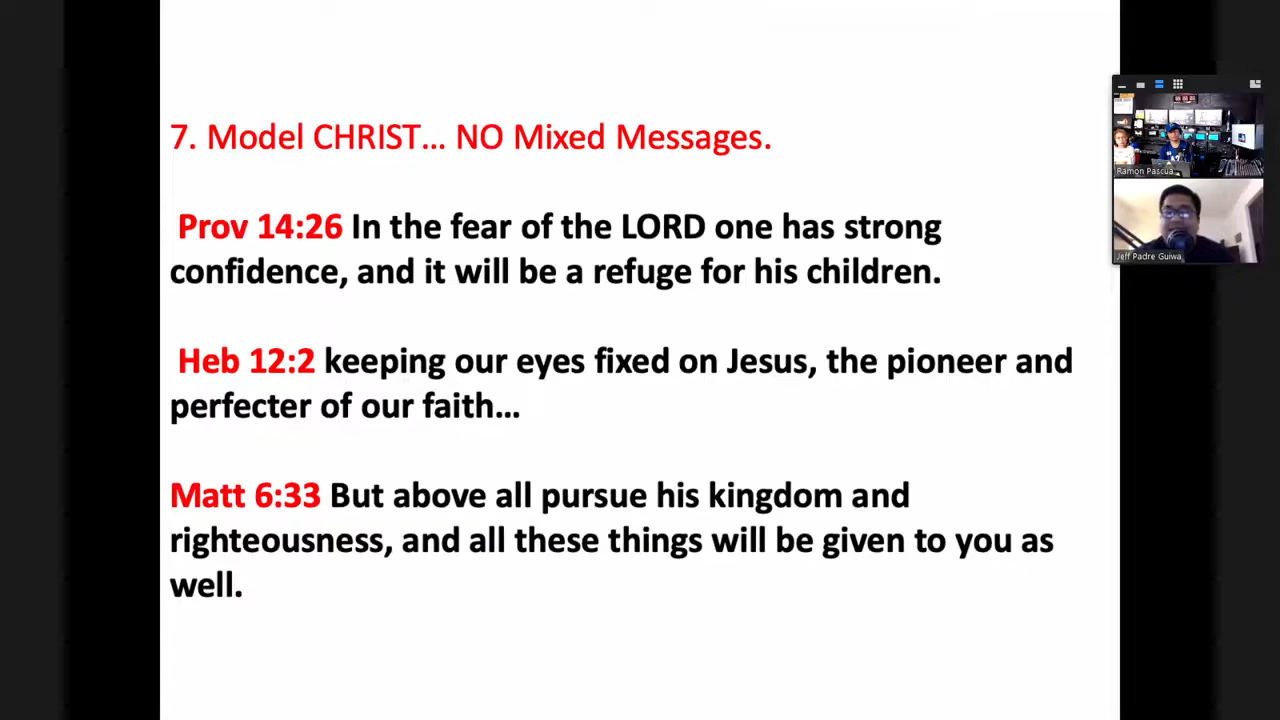 7. Model CHRIST... NO Mixed Messages.
Prov 14:26 In the fear of the LORD one has strong
confidence, and it will be a refuge for his children.
Heb 12:2 keeping our eyes fixed on Jesus, the pioneer and
perfecter of our faith...
Matt 6:33 But above all pursue his kingdom and
righteousness, and all these things will be given to you as
well.
Ramon Pascua
Jeff Padre Guiwa